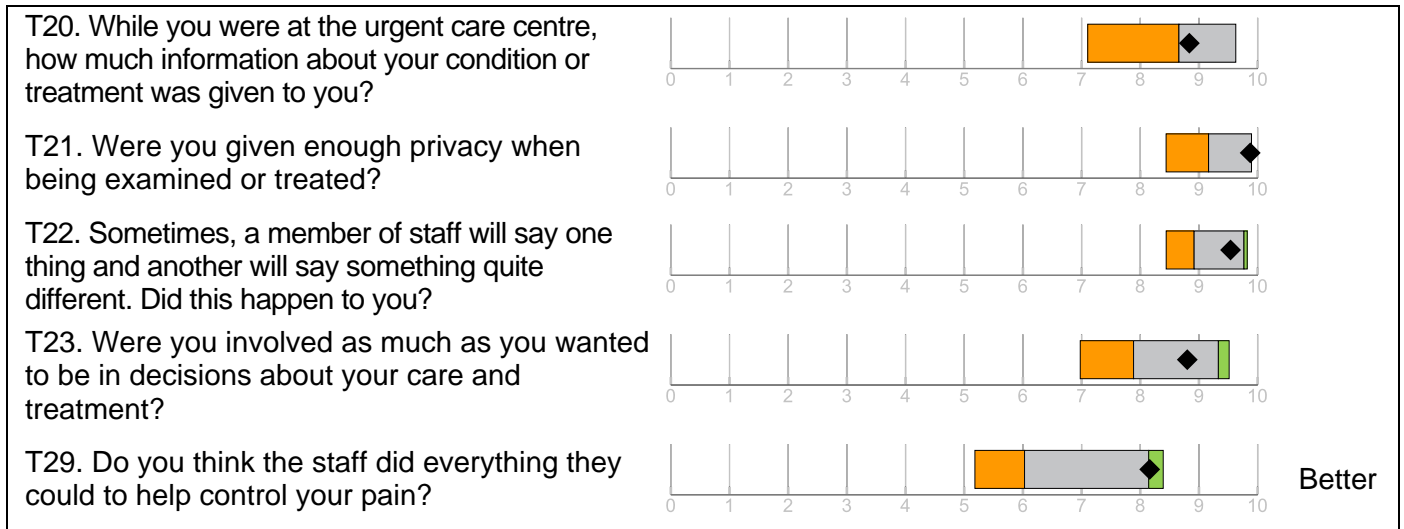 T20. While you were at the urgent care centre,
how much information about your condition or
treatment was given to you?
0 1 2 3 4 5 6 7 8 9 10
T21. Were you given enough privacy when
being examined or treated?
0 1 2 3 4 5 6 7 8 9 10
T22. Sometimes, a member of staff will say one
thing and another will say something quite
different. Did this happen to you?
0 1 2 3 4 5 6 7 8 9 10
T23. Were you involved as much as you wanted
to be in decisions about your care and
treatment?
0 1 2 3 4 5 6 7 8 9 10
T29. Do you think the staff did everything they
could to help control your pain?
Better
0 1 2 3 4 5 6 7 8 9 10